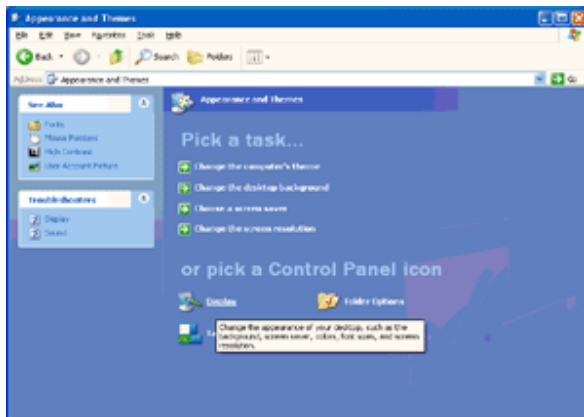 Appearance and Themes
File Edit View Favorites Tools Help
Back Search Folders
Address Appearance and Themes Go
See Also
Fonts
Mouse Pointers
High Contrast
User Account Picture
Troubleshooters
Display
Sound
Appearance and Themes
Pick a task...
Change the computer's theme
Change the desktop background
Choose a screen saver
Change the screen resolution
or pick a Control Panel icon
Display Folder Options
Change the appearance of your desktop, such as the
background, screen saver, colors, font sizes, and screen
resolution.